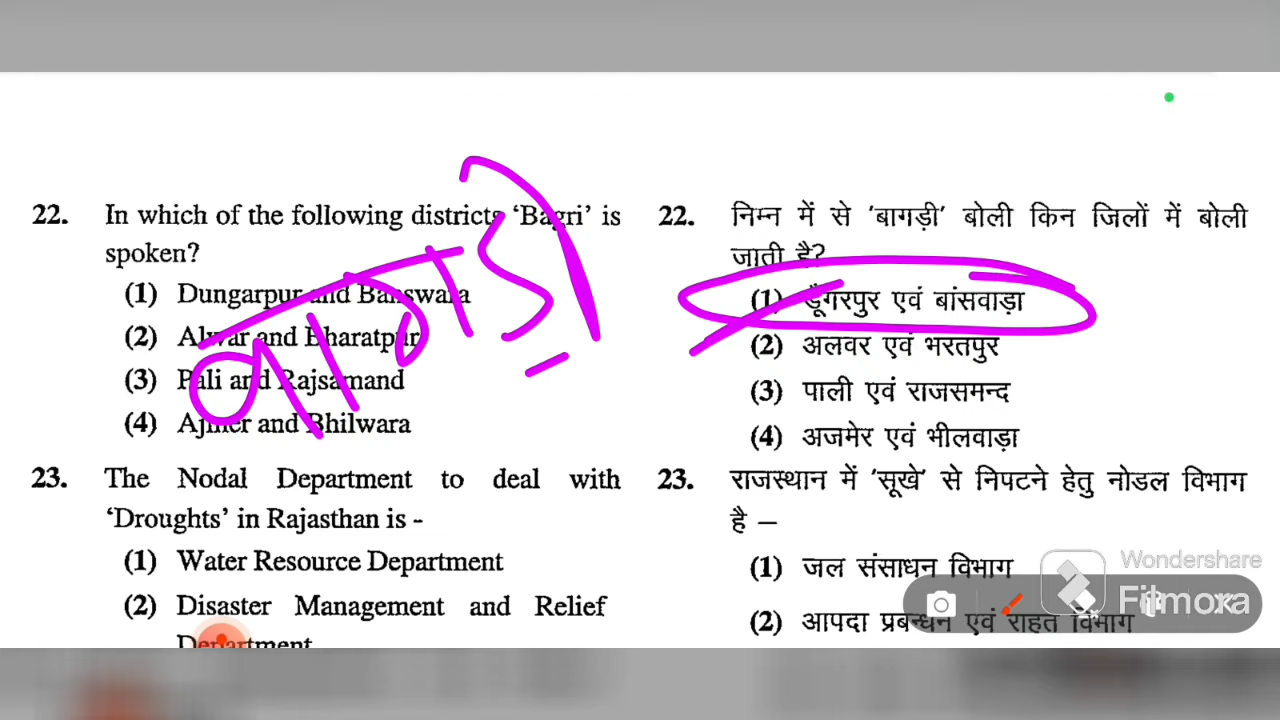 22. In which of the following districts ‘Bagri’ is
spoken?
(1) Dungarpur and Banswara
(2) Alwar and Bharatpur
(3) Pali and Rajsamand
(4) Ajmer and Bhilwara
23. The Nodal Department to deal with
‘Droughts’ in Rajasthan is -
(1) Water Resource Department
(2) Disaster Management and Relief
Department
22. निम्न में से ‘बागड़ी’ बोली किन जिलों में बोली
जाती है?
(1) डूँगरपुर एवं बांसवाड़ा
(2) अलवर एवं भरतपुर
(3) पाली एवं राजसमन्द
(4) अजमेर एवं भीलवाड़ा
23. राजस्थान में ‘सूखे’ से निपटने हेतु नोडल विभाग
है –
(1) जल संसाधन विभाग
(2) आपदा प्रबन्धन एवं राहत विभाग
Wondershare
Filmora